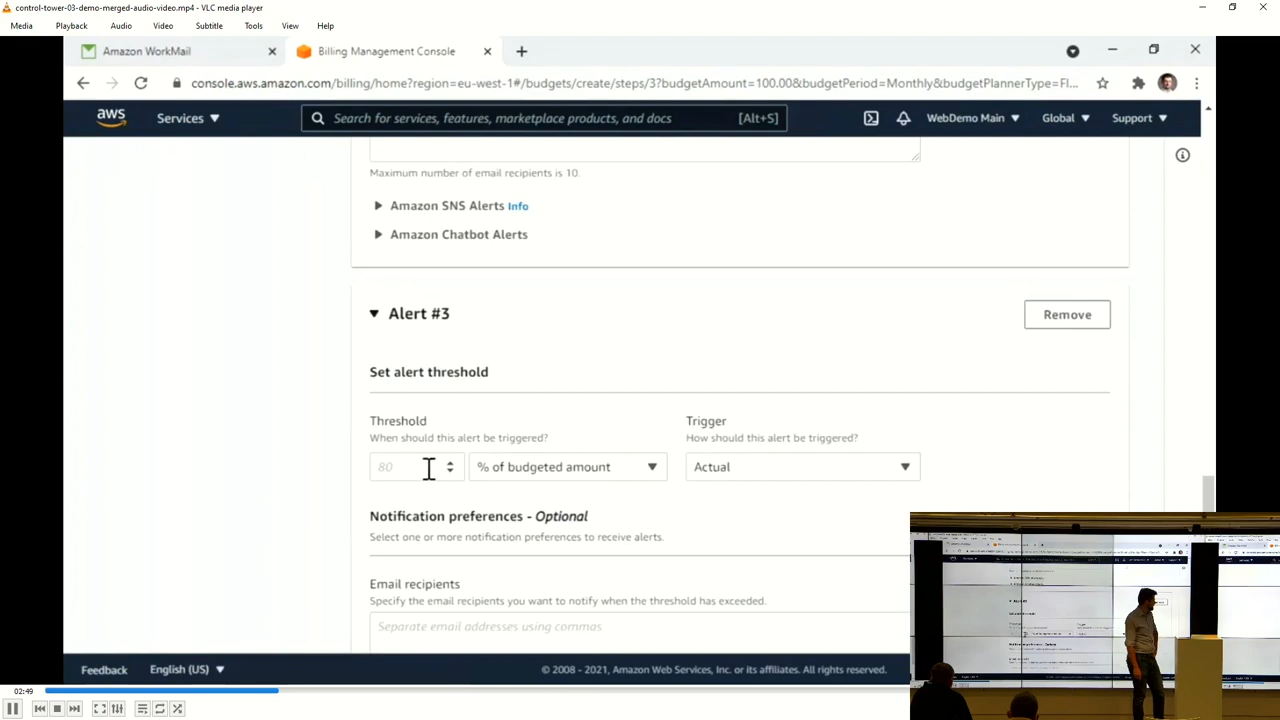 control-tower-03-demo-merged-audio-video.mp4 - VLC media player
Media Playback Audio Video Subtitle Tools View Help
Amazon WorkMail
Billing Management Console
console.aws.amazon.com/billing/home?region=eu-west-1#/budgets/create/steps/3?budgetAmount=100.00&budgetPeriod=Monthly&budgetPlannerType=Fl...
aws Services Search for services, features, marketplace products, and docs [Alt+S] WebDemo Main Global Support
Maximum number of email recipients is 10.
Amazon SNS Alerts Info
Amazon Chatbot Alerts
Alert #3 Remove
Set alert threshold
Threshold Trigger
When should this alert be triggered? How should this alert be triggered?
80 % of budgeted amount Actual
Notification preferences - Optional
Select one or more notification preferences to receive alerts.
Email recipients
Specify the email recipients you want to notify when the threshold has exceeded.
Separate email addresses using commas
Feedback English (US) © 2008 - 2021, Amazon Web Services, Inc. or its affiliates. All rights reserved.
02:49